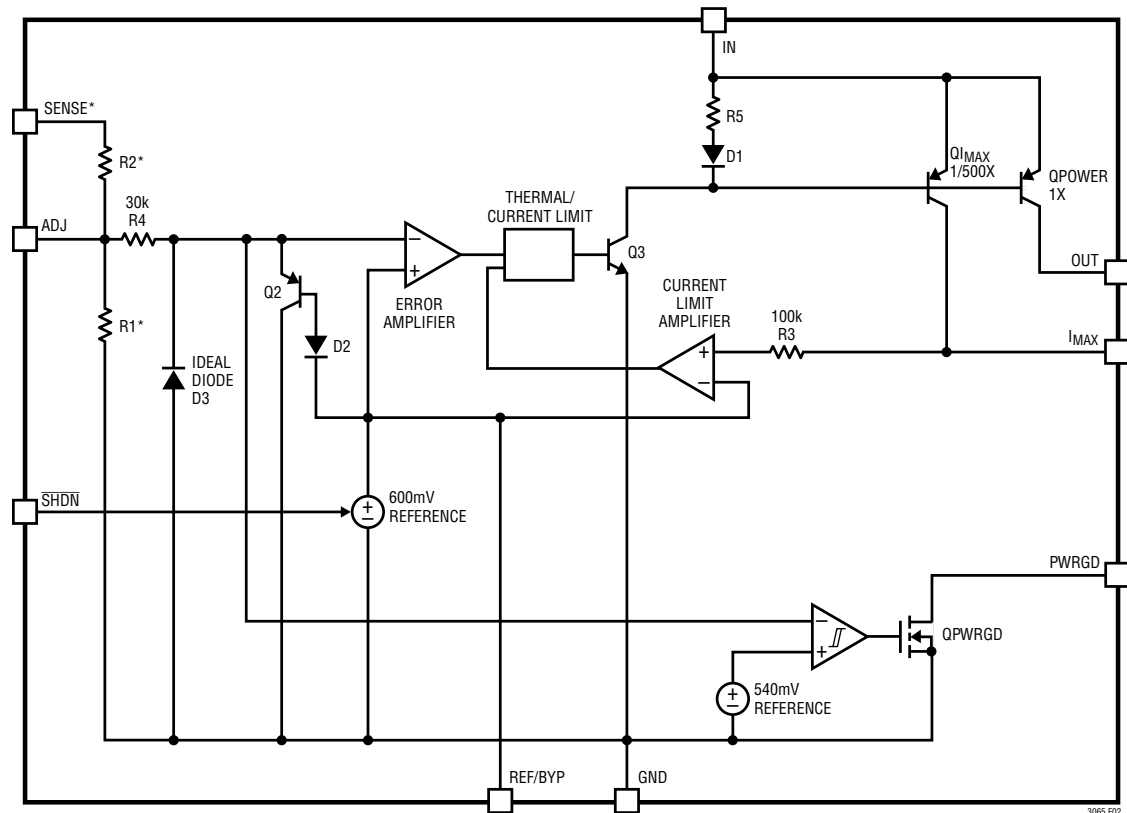 IN
SENSE*
R5
R2*
D1
QIMAX
1/500X
QPOWER
1X
THERMAL/
CURRENT LIMIT
30k
R4
ADJ
Q3
OUT
Q2
ERROR
AMPLIFIER
CURRENT
LIMIT
AMPLIFIER
100k
R3
R1*
D2
IMAX
IDEAL
DIODE
D3
SHDN
600mV
REFERENCE
PWRGD
QPWRGD
540mV
REFERENCE
REF/BYP
GND
3065 F02